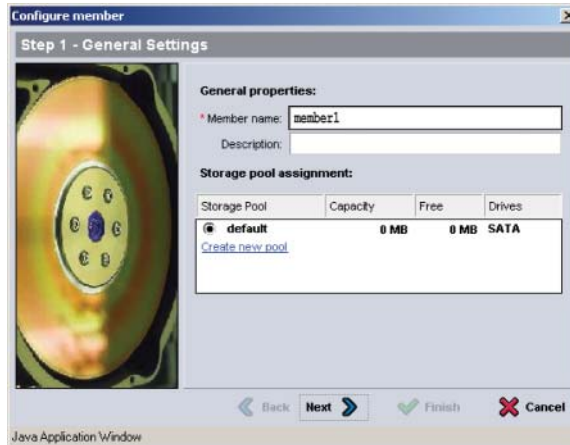 Configure member
Step 1 - General Settings
General properties:
* Member name: member1
Description:
Storage pool assignment:
Storage Pool Capacity Free Drives
default 0 MB 0 MB SATA
Create new pool
Back Next Finish Cancel
Java Application Window